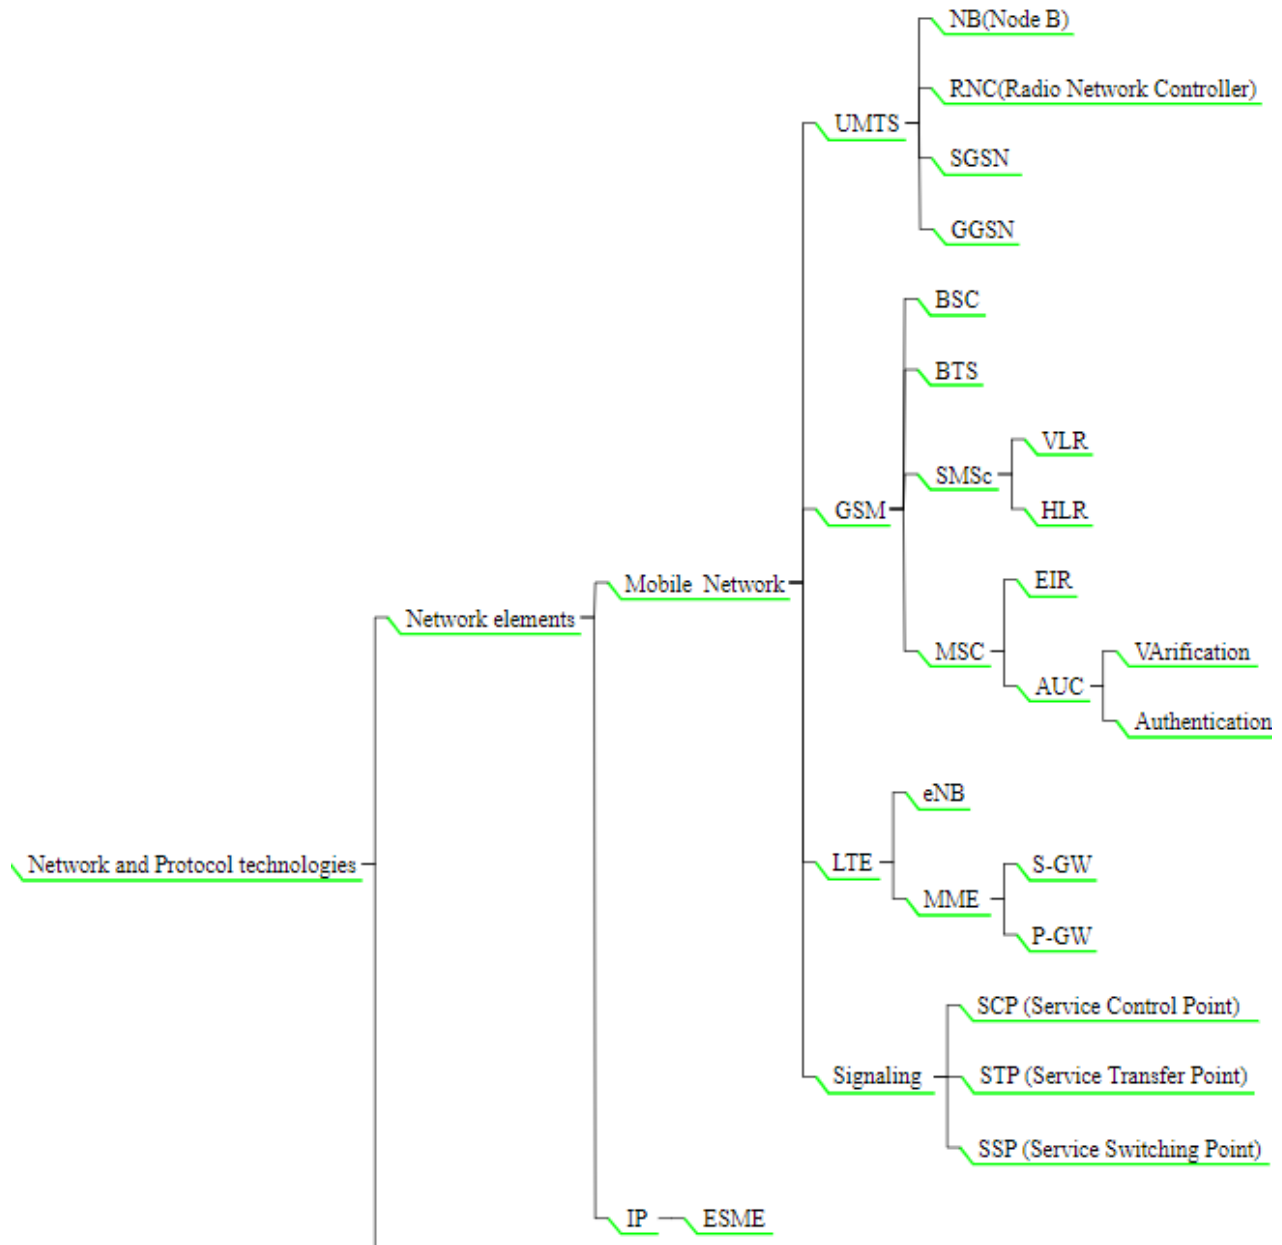 NB(Node B)
RNC(Radio Network Controller)
UMTS
SGSN
GGSN
BSC
BTS
VLR
SMSc
HLR
GSM
EIR
Mobile Network
Network elements
MSC
VArification
AUC
Authentication
eNB
Network and Protocol technologies
LTE
S-GW
MME
P-GW
SCP (Service Control Point)
Signaling
STP (Service Transfer Point)
SSP (Service Switching Point)
IP
ESME